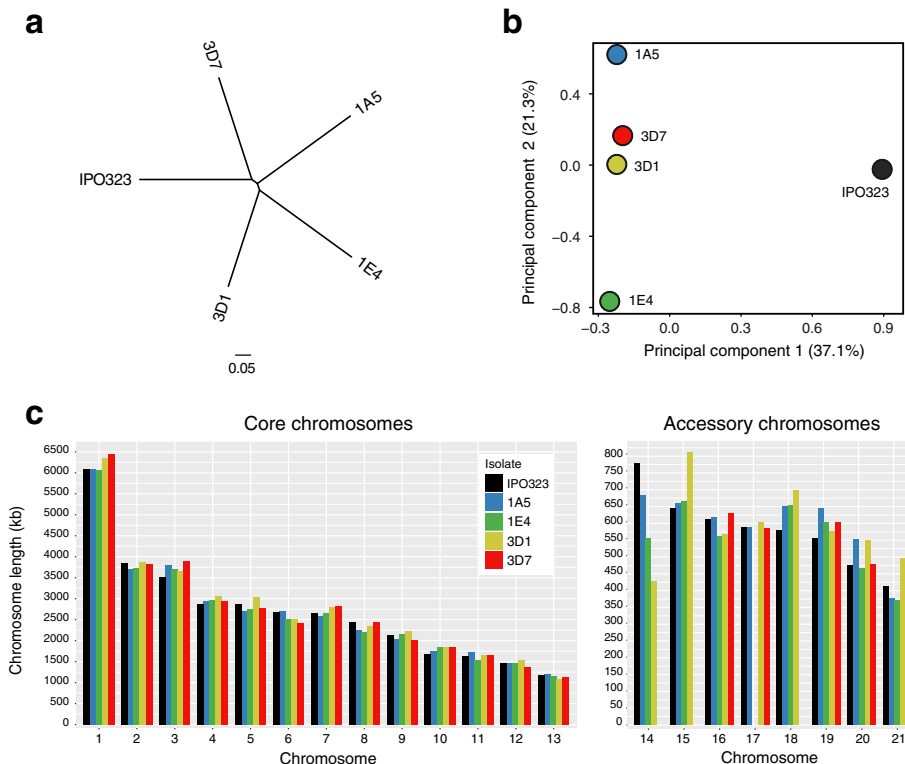 a
3D7
1A5
IPO323
1E4
3D1
0.05
b
Principal component 2 (21.3%)
0.4
0.0
−0.4
−0.8
1A5
3D7
3D1
IPO323
1E4
−0.3 0.0 0.3 0.6 0.9
Principal component 1 (37.1%)
c
Core chromosomes
Chromosome length (kb)
6500
6000
5500
5000
4500
4000
3500
3000
2500
2000
1500
1000
500
0
Isolate
IPO323
1A5
1E4
3D1
3D7
1 2 3 4 5 6 7 8 9 10 11 12 13
Chromosome
Accessory chromosomes
800
750
700
650
600
550
500
450
400
350
300
250
200
150
100
50
0
14 15 16 17 18 19 20 21
Chromosome